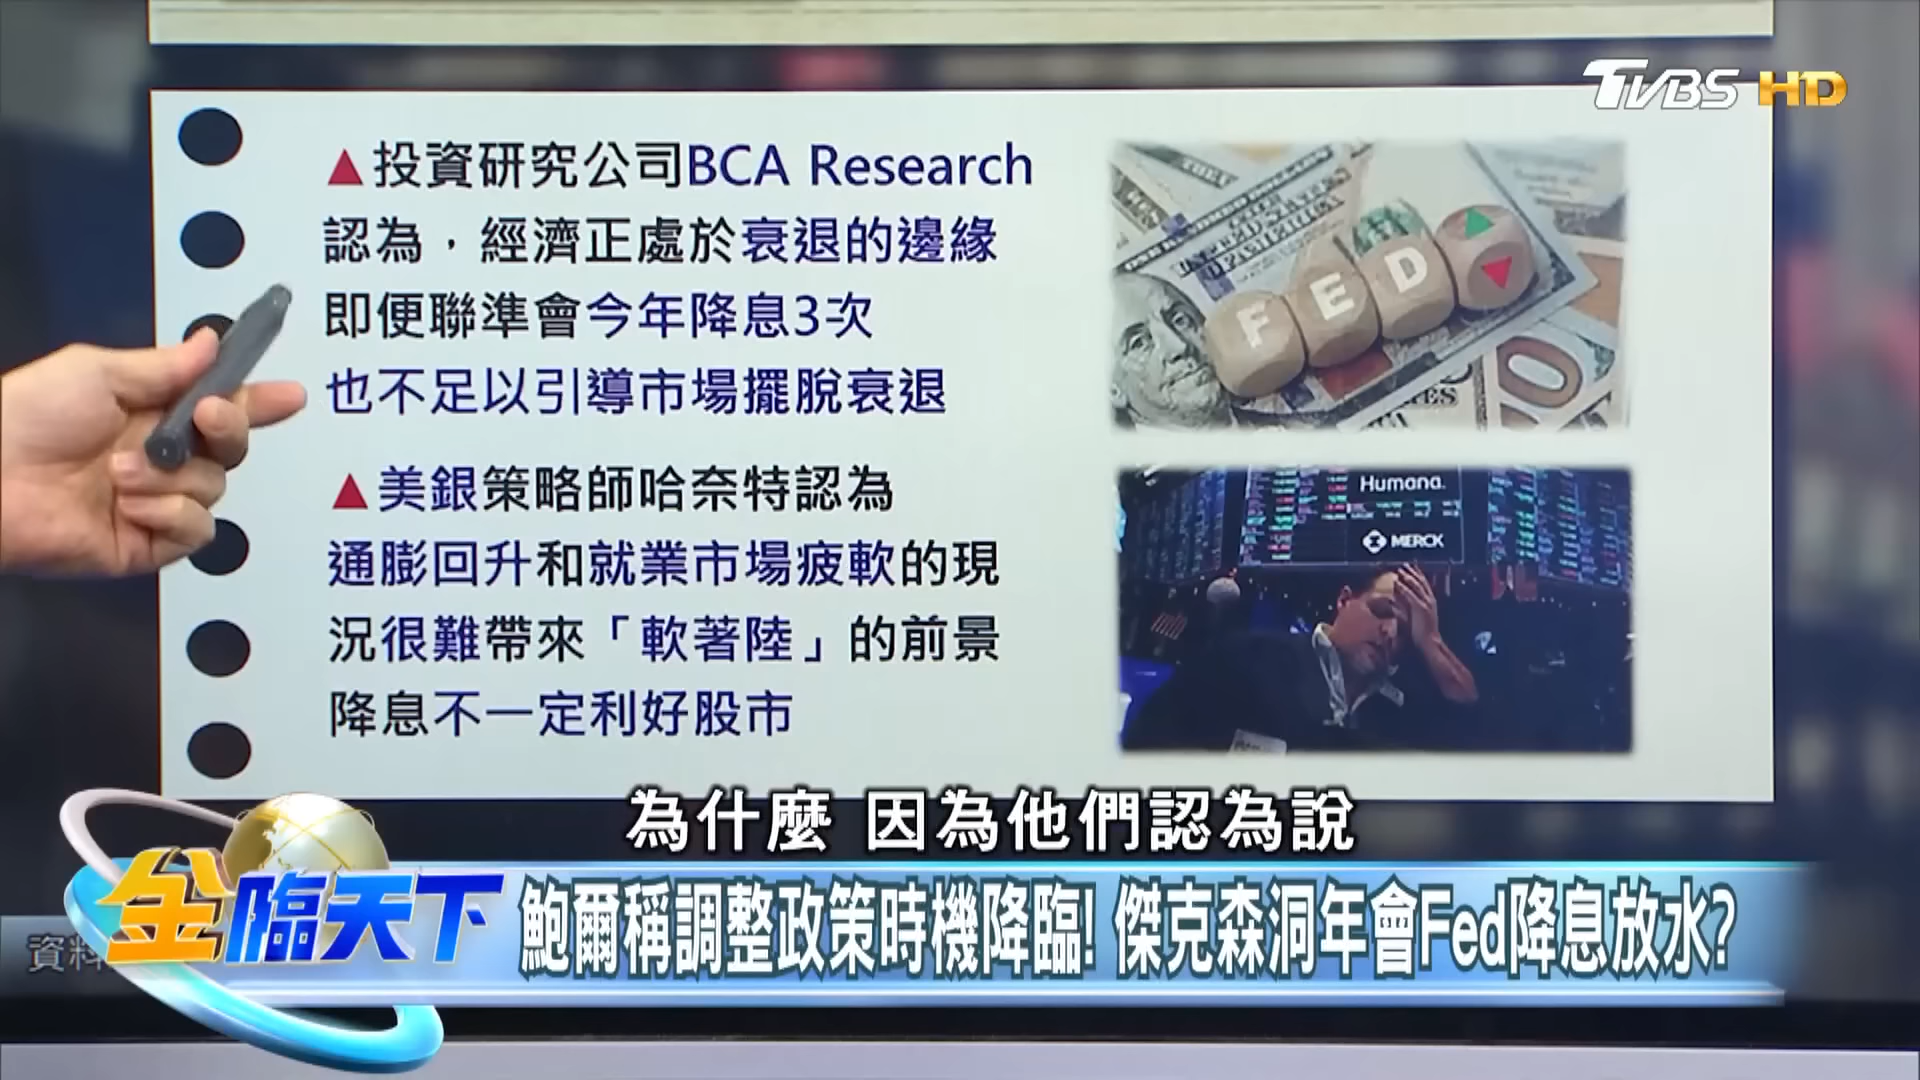 TVBS HD
▲投資研究公司BCA Research
認為，經濟正處於衰退的邊緣
即便聯準會今年降息3次
也不足以引導市場擺脫衰退
▲美銀策略師哈奈特認為
通膨回升和就業市場疲軟的現
況很難帶來「軟著陸」的前景
降息不一定利好股市
FED
Humana.
MERCK
為什麼 因為他們認為說
金臨天下
鮑爾稱調整政策時機降臨! 傑克森洞年會Fed降息放水?
資料